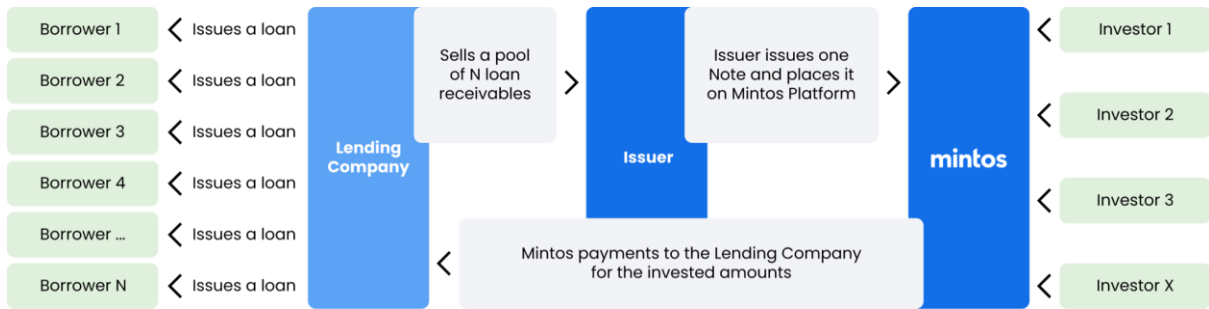 Borrower 1
Issues a loan
Borrower 2
Issues a loan
Borrower 3
Issues a loan
Borrower 4
Issues a loan
Borrower ...
Issues a loan
Borrower N
Issues a loan
Lending
Company
Sells a pool
of N loan
receivables
Issuer
Issuer issues one
Note and places it
on Mintos Platform
mintos
Mintos payments to the Lending Company
for the invested amounts
Investor 1
Investor 2
Investor 3
Investor X